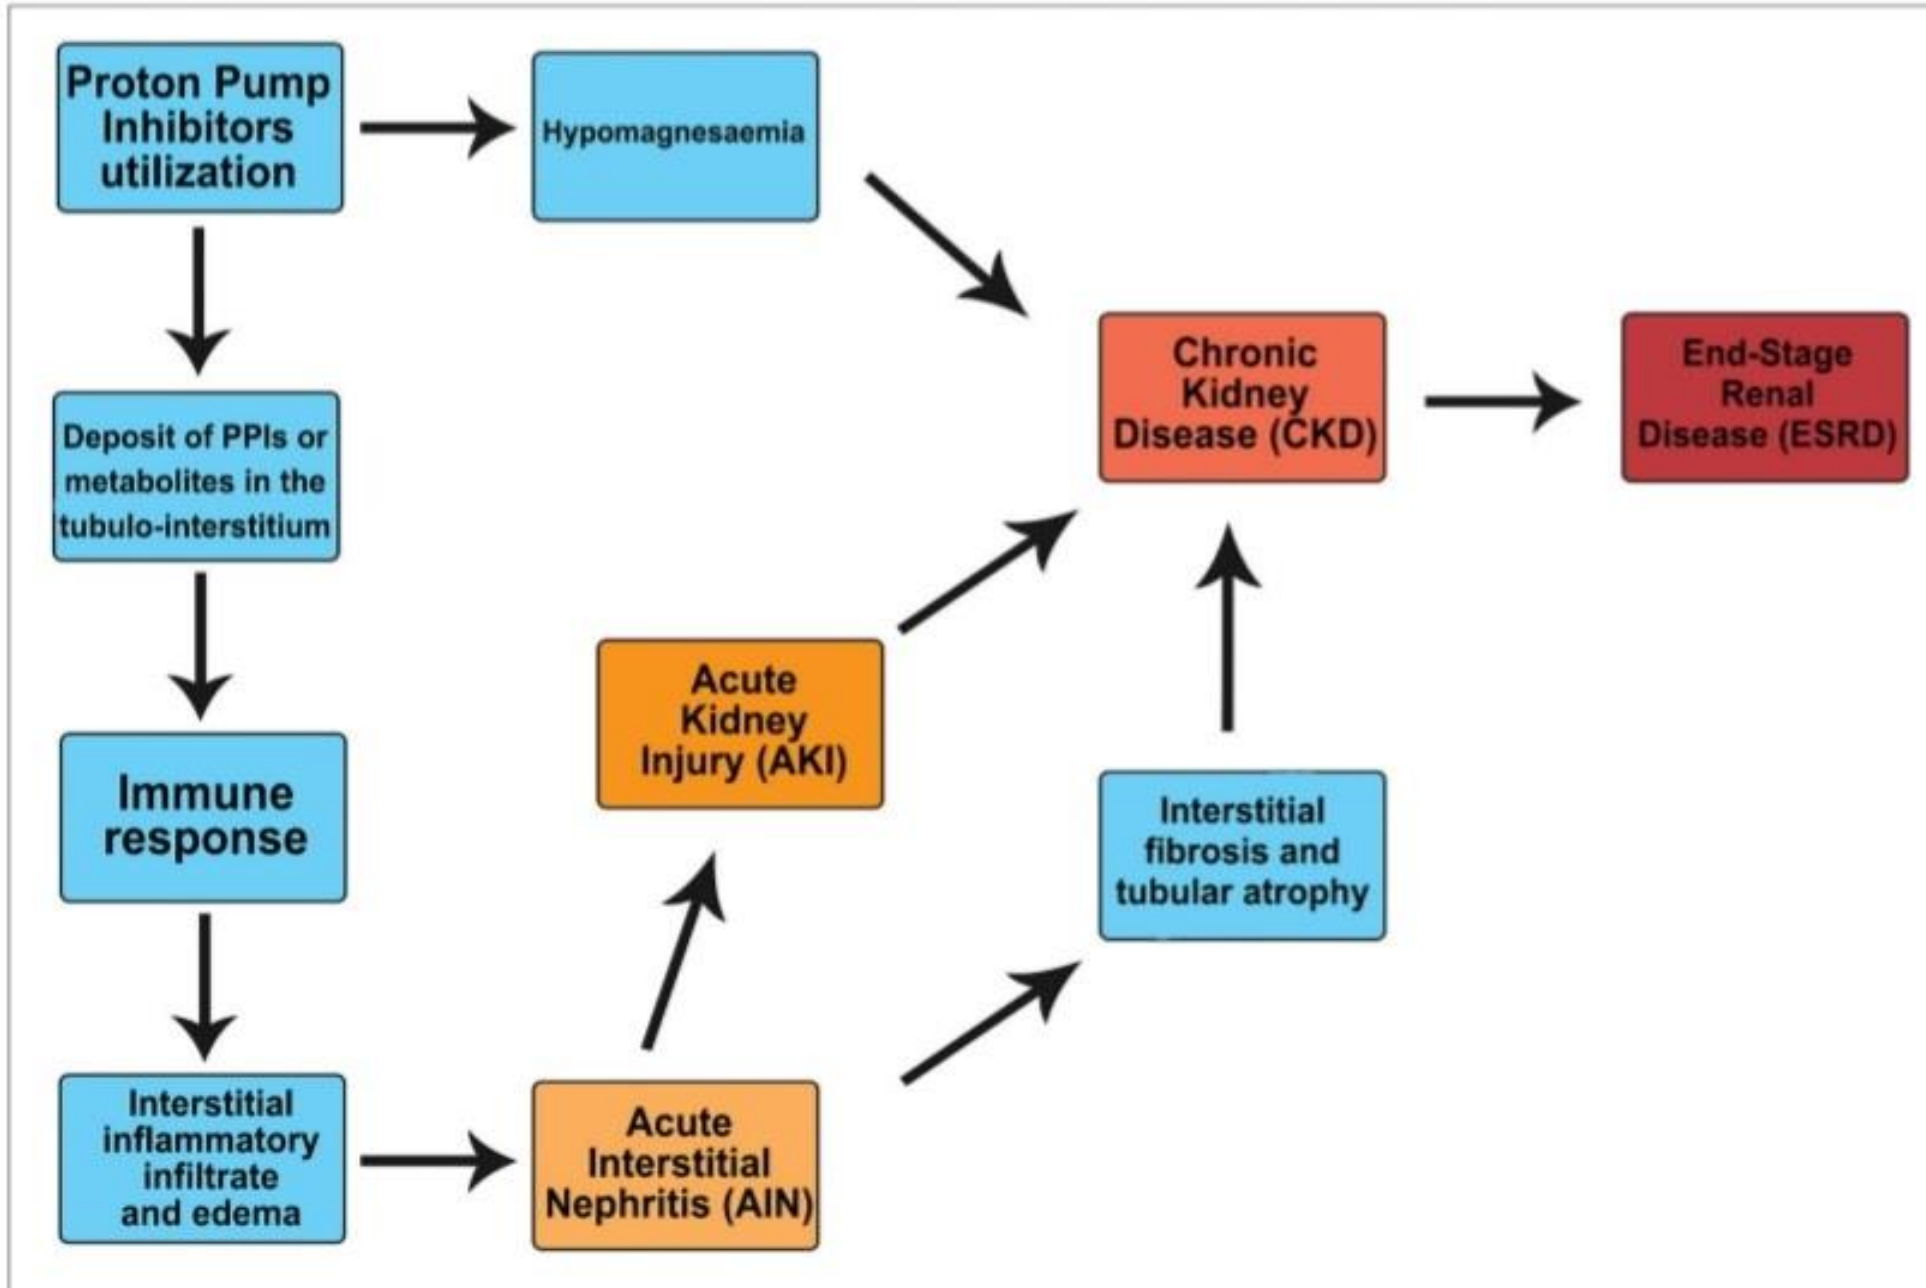 Proton Pump
Inhibitors
utilization
Hypomagnesaemia
Deposit of PPIs or
metabolites in the
tubulo-interstitium
Immune
response
Interstitial
inflammatory
infiltrate
and edema
Acute
Interstitial
Nephritis (AIN)
Acute
Kidney
Injury (AKI)
Interstitial
fibrosis and
tubular atrophy
Chronic
Kidney
Disease (CKD)
End-Stage
Renal
Disease (ESRD)